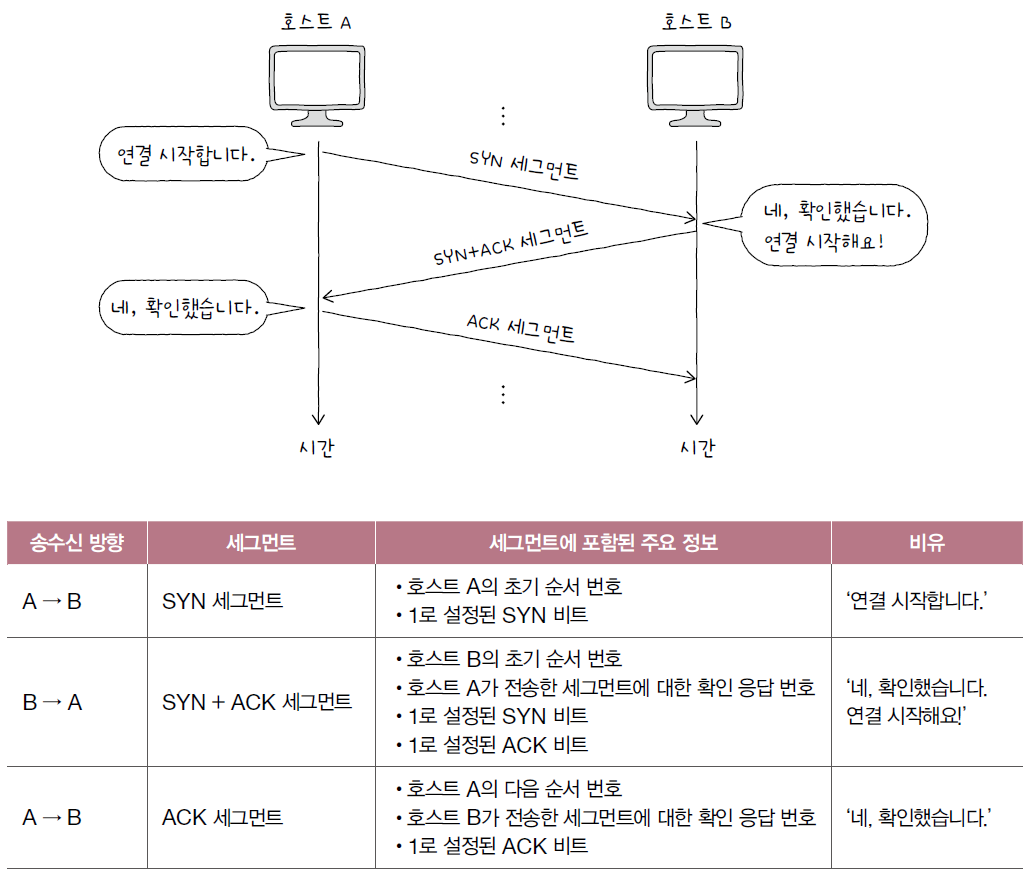 호스트 A
호스트 B
⋮
연결 시작합니다.
SYN 세그먼트
네, 확인했습니다.
연결 시작해요!
SYN+ACK 세그먼트
네, 확인했습니다.
ACK 세그먼트
⋮
시간
시간
송수신 방향
세그먼트
세그먼트에 포함된 주요 정보
비유
A → B
SYN 세그먼트
• 호스트 A의 초기 순서 번호
• 1로 설정된 SYN 비트
‘연결 시작합니다.’
B → A
SYN + ACK 세그먼트
• 호스트 B의 초기 순서 번호
• 호스트 A가 전송한 세그먼트에 대한 확인 응답 번호
• 1로 설정된 SYN 비트
• 1로 설정된 ACK 비트
‘네, 확인했습니다.
연결 시작해요!’
A → B
ACK 세그먼트
• 호스트 A의 다음 순서 번호
• 호스트 B가 전송한 세그먼트에 대한 확인 응답 번호
• 1로 설정된 ACK 비트
‘네, 확인했습니다.’